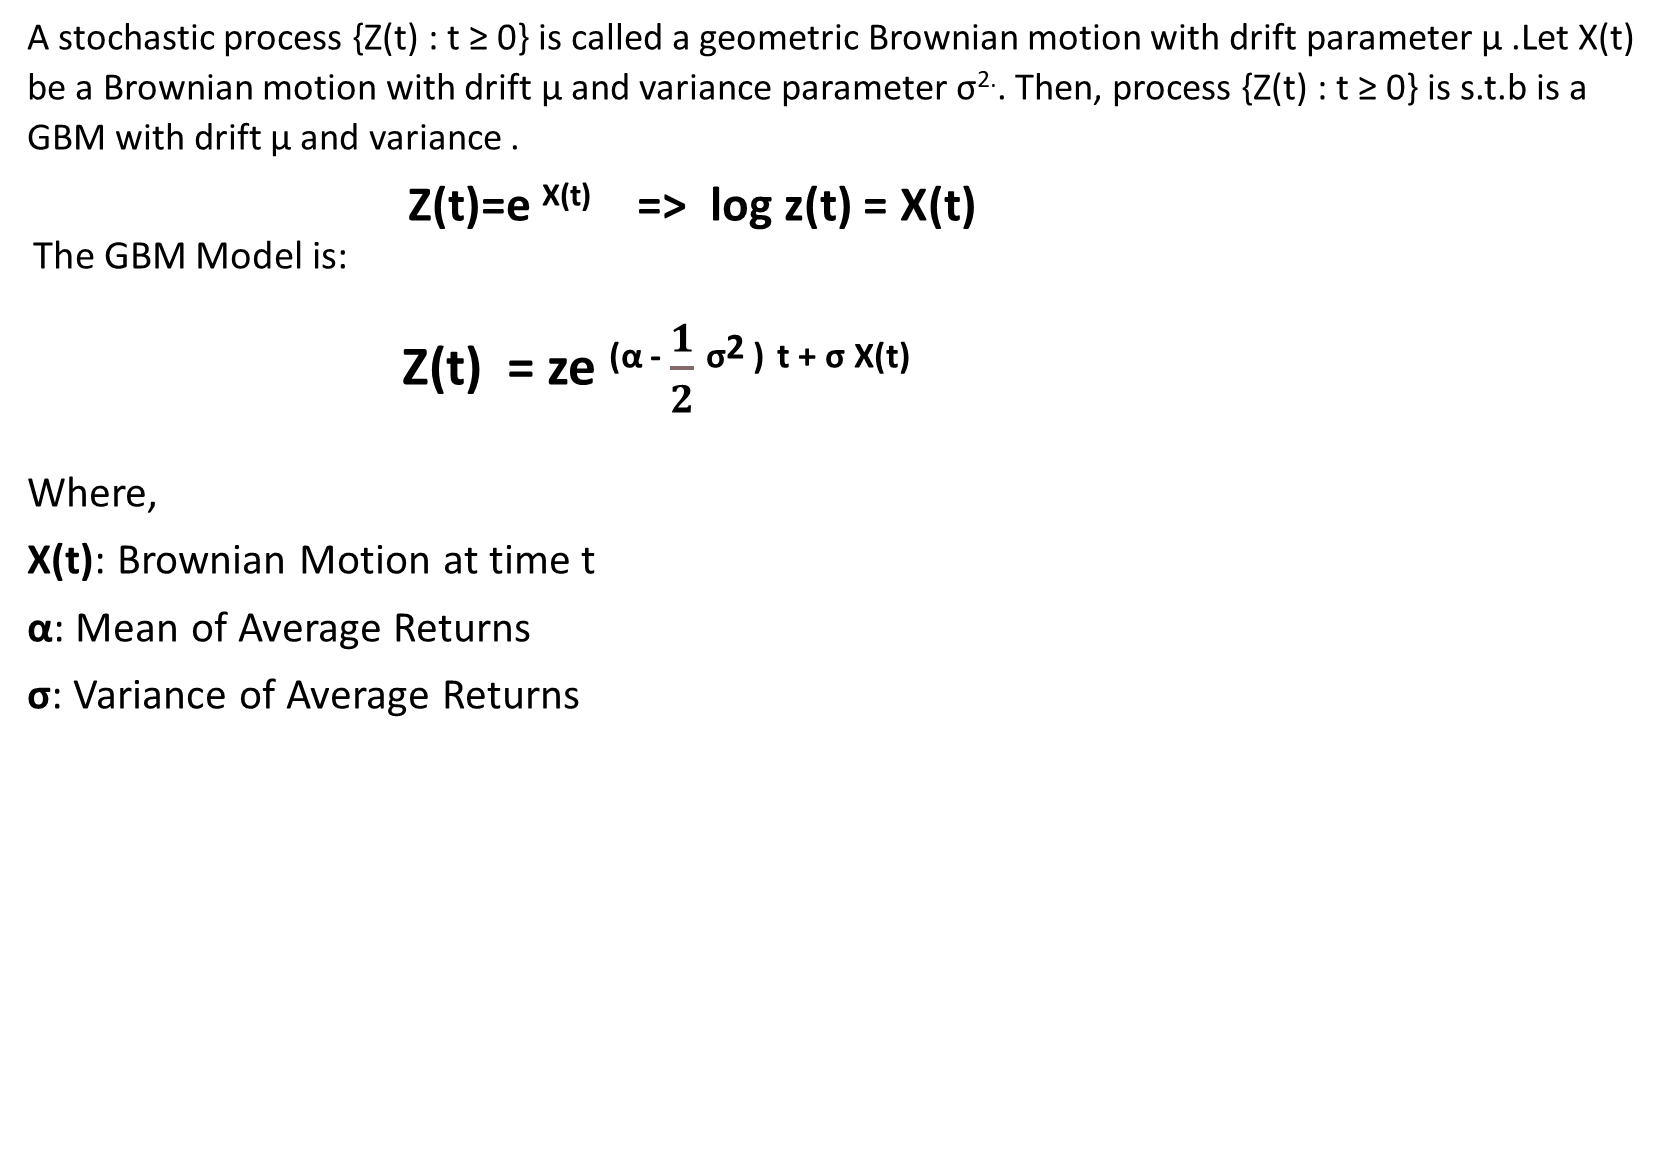 A stochastic process {Z(t) : t ≥ 0} is called a geometric Brownian motion with drift parameter μ .Let X(t)
be a Brownian motion with drift μ and variance parameter σ²·. Then, process {Z(t) : t ≥ 0} is s.t.b is a
GBM with drift μ and variance .
Z(t)=e ^X(t) => log z(t) = X(t)
The GBM Model is:
Z(t) = ze ^(α - 1/2 σ2 ) t + σ X(t)
Where,
X(t): Brownian Motion at time t
α: Mean of Average Returns
σ: Variance of Average Returns